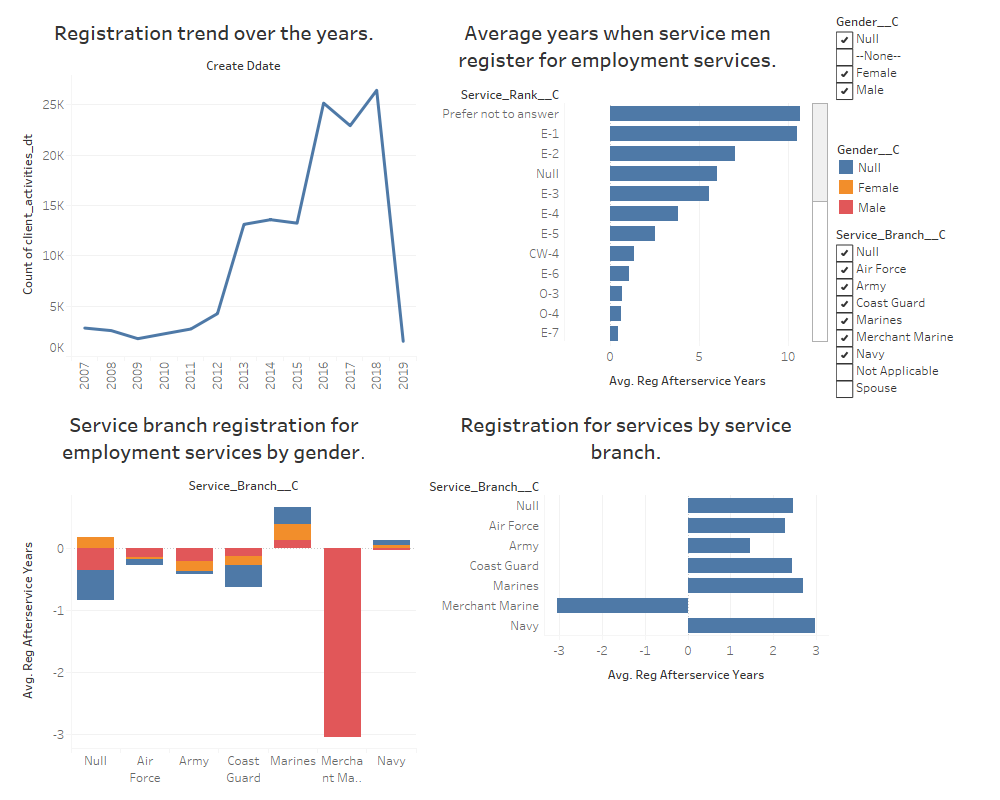 Registration trend over the years.
Create Ddate
Count of client_activities_dt
25K
20K
15K
10K
5K
0K
2007
2008
2009
2010
2011
2012
2013
2014
2015
2016
2017
2018
2019
Average years when service men
register for employment services.
Service_Rank__C
Prefer not to answer
E-1
E-2
Null
E-3
E-4
E-5
CW-4
E-6
O-3
O-4
E-7
0
5
10
Avg. Reg Afterservice Years
Gender__C
Null
--None--
Female
Male
Gender__C
Null
Female
Male
Service_Branch__C
Null
Air Force
Army
Coast Guard
Marines
Merchant Marine
Navy
Not Applicable
Spouse
Service branch registration for
employment services by gender.
Service_Branch__C
Avg. Reg Afterservice Years
0
-1
-2
-3
Null
Air
Force
Army
Coast
Guard
Marines
Mercha
nt Ma..
Navy
Registration for services by service
branch.
Service_Branch__C
Null
Air Force
Army
Coast Guard
Marines
Merchant Marine
Navy
-3
-2
-1
0
1
2
3
Avg. Reg Afterservice Years